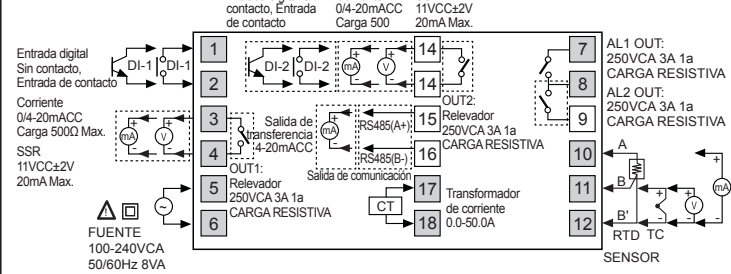 contacto, Entrada
de contacto
0/4-20mACC
Carga 500
11VCC±2V
20mA Max.
Entrada digital
Sin contacto,
Entrada de contacto
DI-1
DI-1
1
2
Corriente
0/4-20mACC
Carga 500Ω Max.
SSR
11VCC±2V
20mA Max.
mA
V
3
4
OUT1:
Relevador
250VCA 3A 1a
CARGA RESISTIVA
5
6
FUENTE
100-240VCA
50/60Hz 8VA
DI-2
DI-2
mA
V
14
14
OUT2:
Relevador
250VCA 3A 1a
CARGA RESISTIVA
Salida de
transferencia
4-20mACC
mA
RS485(A+)
RS485(B-)
15
16
Salida de comunicación
CT
17
18
Transformador
de corriente
0.0-50.0A
7
8
9
AL1 OUT:
250VCA 3A 1a
CARGA RESISTIVA
AL2 OUT:
250VCA 3A 1a
CARGA RESISTIVA
10
11
12
A
B
B'
RTD
TC
V
mA
SENSOR